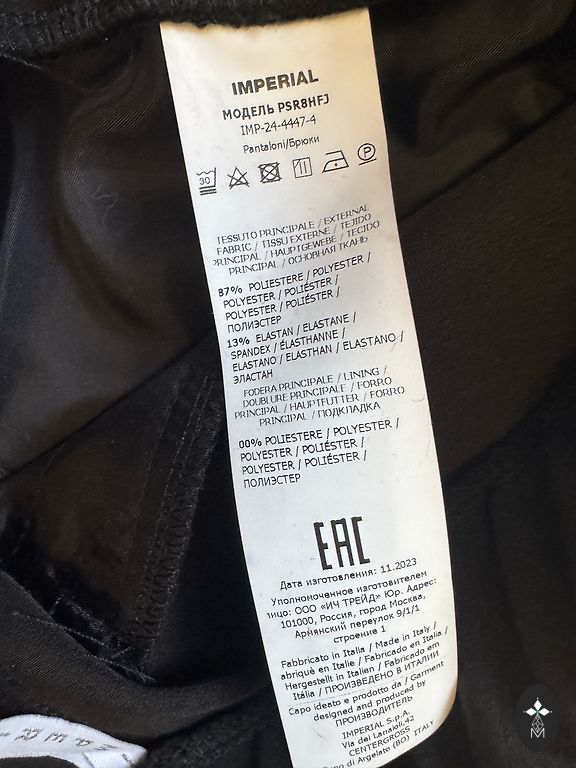 IMPERIAL
МОДЕЛЬ PSR8HFJ
IMP-24-4447-4
Pantaloni/Брюки
30 P
TESSUTO PRINCIPALE / EXTERNAL
FABRIC / TISSU EXTERNE / TEJIDO
PRINCIPAL / HAUPTGEWEBE / TECIDO
PRINCIPAL / ОСНОВНАЯ ТКАНЬ
87% POLIESTERE / POLYESTER /
POLYESTER / POLIÉSTER /
POLYESTER / POLIÉSTER /
ПОЛИЭСТЕР
13% ELASTAN / ELASTANE /
SPANDEX / ÉLASTHANNE /
ELASTANO / ELASTHAN / ELASTANO /
ЭЛАСТАН
FODERA PRINCIPALE / LINING /
DOUBLURE PRINCIPALE / FORRO
PRINCIPAL / HAUPTFUTTER / FORRO
PRINCIPAL / ПОДКЛАДКА
00% POLIESTERE / POLYESTER /
POLYESTER / POLIÉSTER /
POLYESTER / POLIÉSTER /
ПОЛИЭСТЕР
EAC
Дата изготовления: 11.2023
Уполномоченное изготовителем
лицо: ООО «ИЧ ТРЕЙД» Юр. Адрес:
101000, Россия, город Москва,
Армянский переулок 9/1/1
строение 1
Fabbricato in Italia / Made in Italy /
abriqué en Italie / Fabricado en Italia /
Hergestellt in Italien / Fabricado em
Itália / ПРОИЗВЕДЕНО В ИТАЛИИ
Capo ideato e prodotto da / Garment
designed and produced by
ПРОИЗВОДИТЕЛЬ
IMPERIAL S.P.A.
Via dei Lanaioli,42
CENTERGROSS
di Argelato (BO) ITALY
M